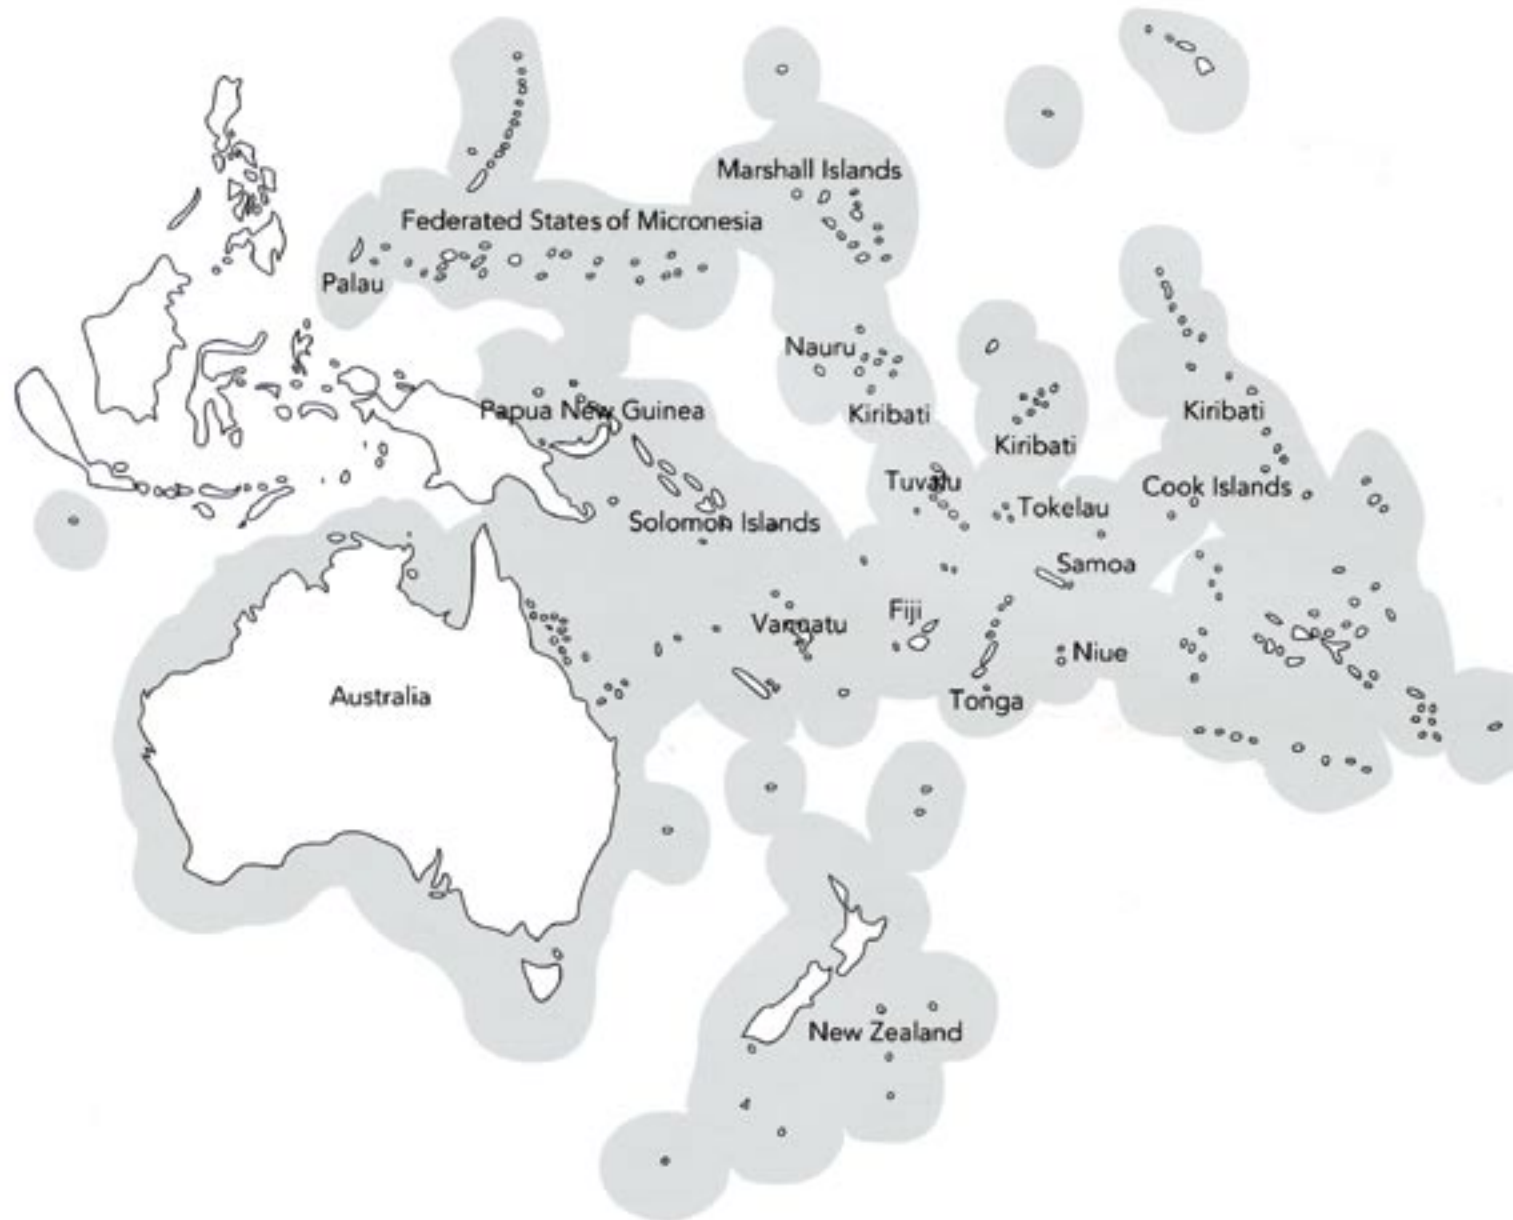 Marshall Islands
Federated States of Micronesia
Palau
Nauru
Papua New Guinea
Kiribati
Kiribati
Kiribati
Tuvalu
Cook Islands
Tokelau
Solomon Islands
Samoa
Fiji
Vanuatu
Niue
Australia
Tonga
New Zealand